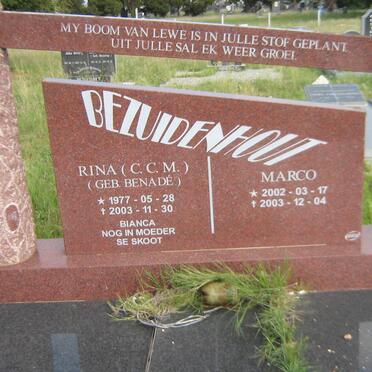 MY BOOM VAN LEWE IS IN JULLE STOF GEPLANT.
UIT JULLE SAL EK WEER GROEI.
BEZUIDENHOUT
RINA ( C. C. M. )
( GEB. BENADÉ )
★ 1977 - 05 - 28
† 2003 - 11 - 30
BIANCA
NOG IN MOEDER
SE SKOOT
MARCO
★ 2002 - 03 - 17
† 2003 - 12 - 04